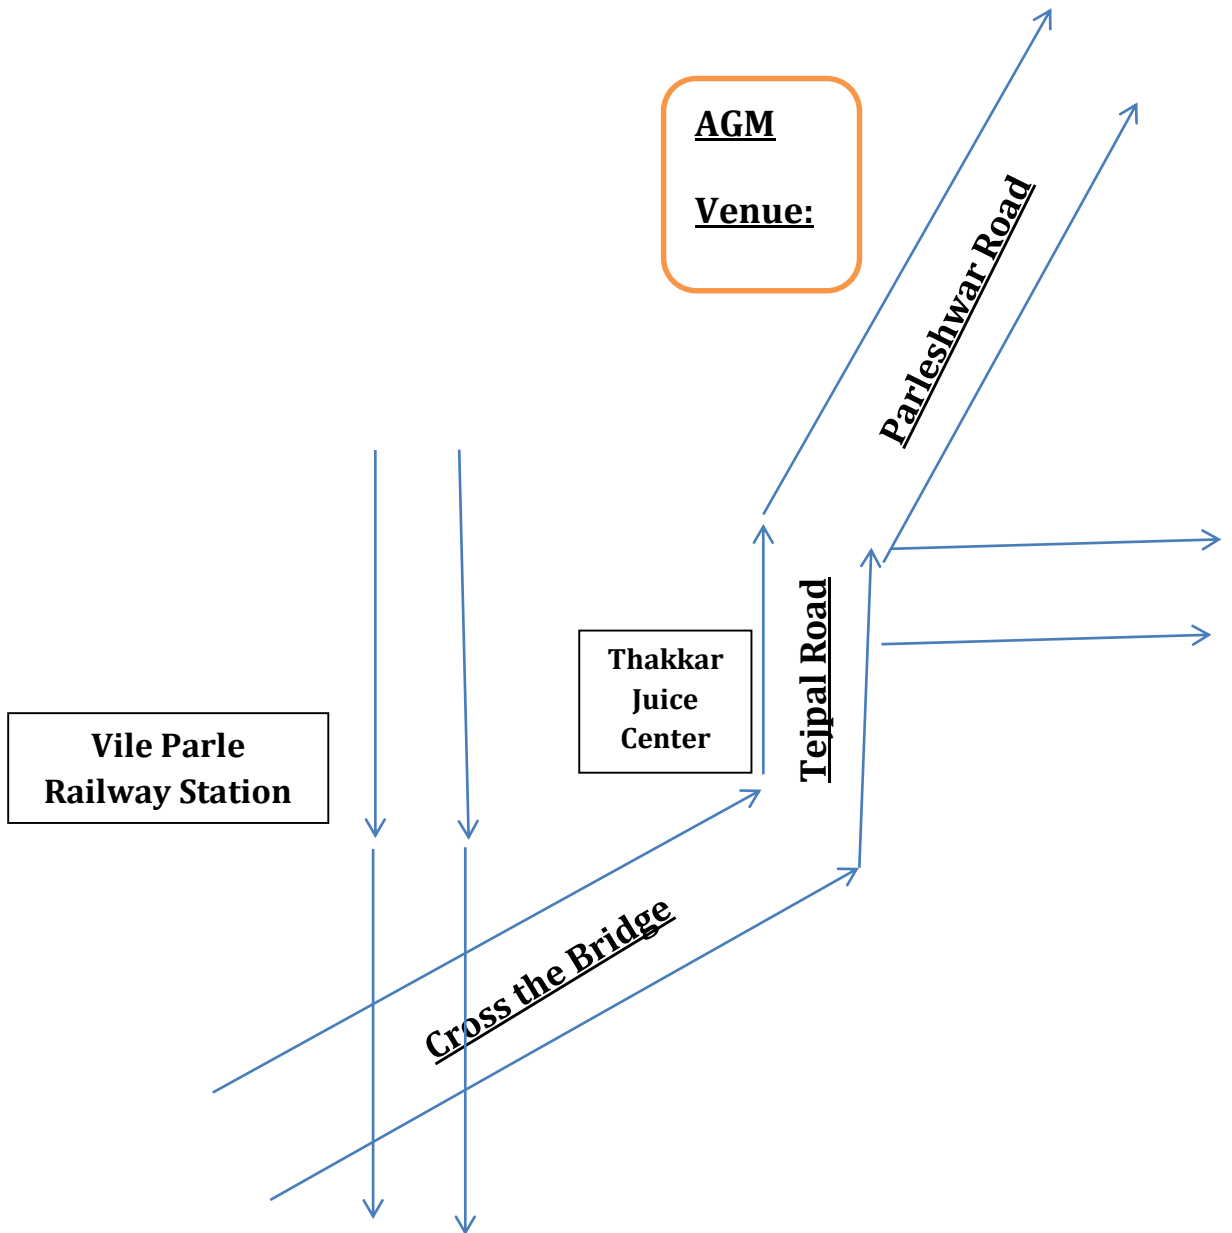 AGM
Venue:
Parleshwar Road
Thakkar
Juice
Center
Tejpal Road
Vile Parle
Railway Station
Cross the Bridge